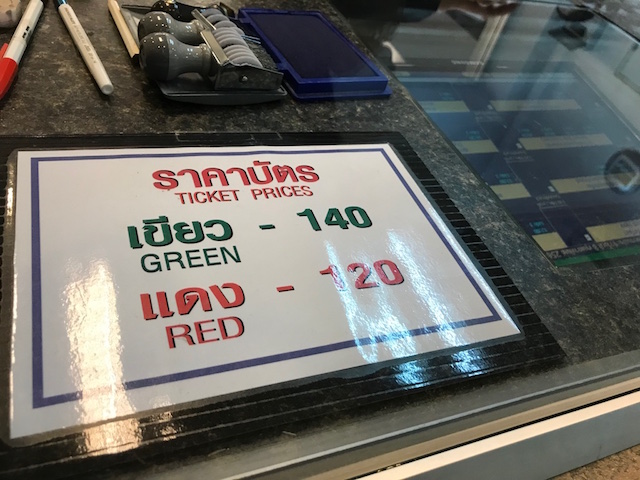 ราคาบัตร
TICKET PRICES
เขียว - 140
GREEN
แดง - 120
RED